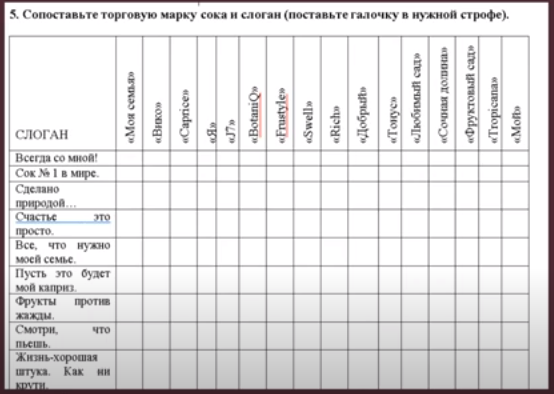 5. Сопоставьте торговую марку сока и слоган (поставьте галочку в нужной строфе).
СЛОГАН «Моя семья» «Вико» «Caprice» «Я» «J7» «BotaniQ» «Frustyle» «Swell» «Rich» «Добрый» «Тонус» «Любимый сад» «Сочная долина» «Фруктовый сад» «Tropicana» «Мой»
Всегда со мной!
Сок № 1 в мире.
Сделано
природой…
Счастье это
просто.
Все, что нужно
моей семье.
Пусть это будет
мой каприз.
Фрукты против
жажды.
Смотри, что
пьешь.
Жизнь-хорошая
штука. Как ни
крути.